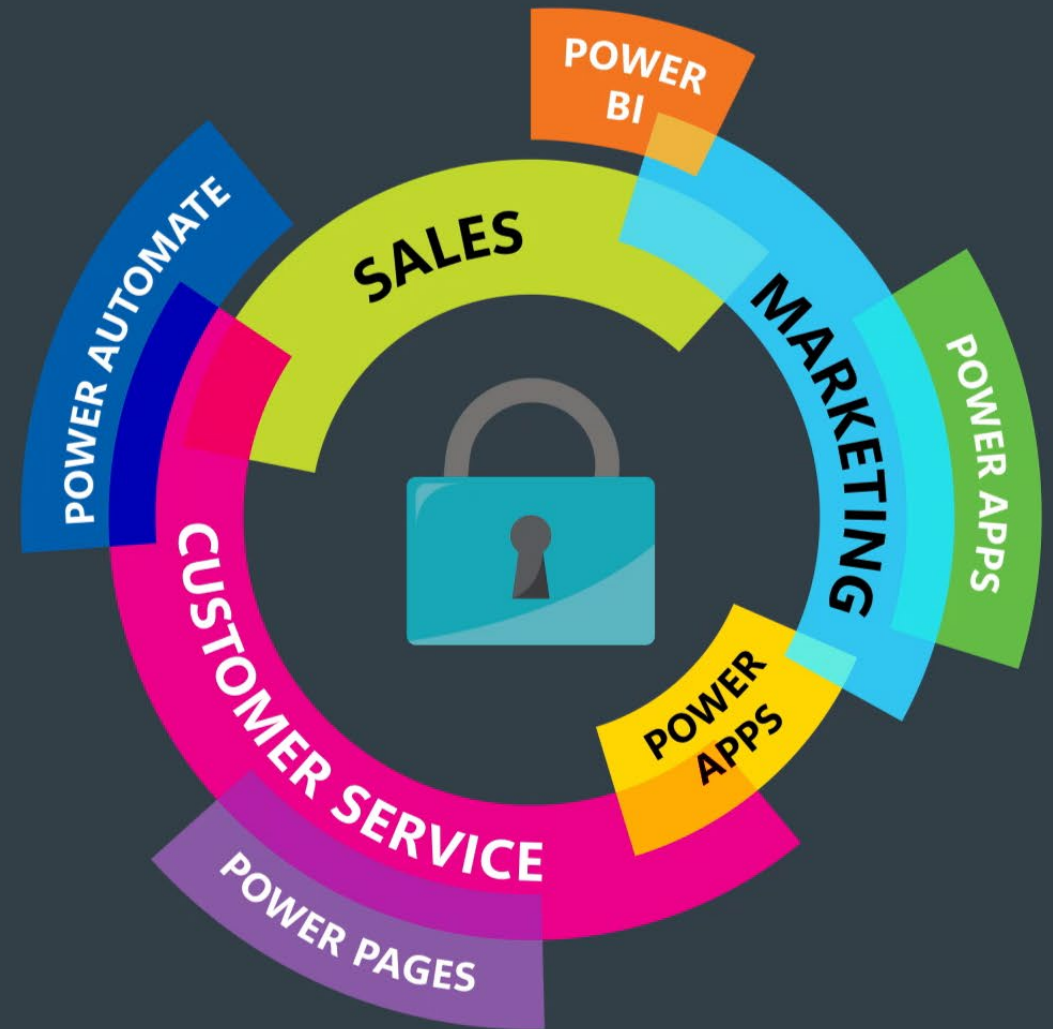 POWER
BI
SALES
MARKETING
POWER AUTOMATE
POWER APPS
CUSTOMER SERVICE
POWER
APPS
POWER PAGES